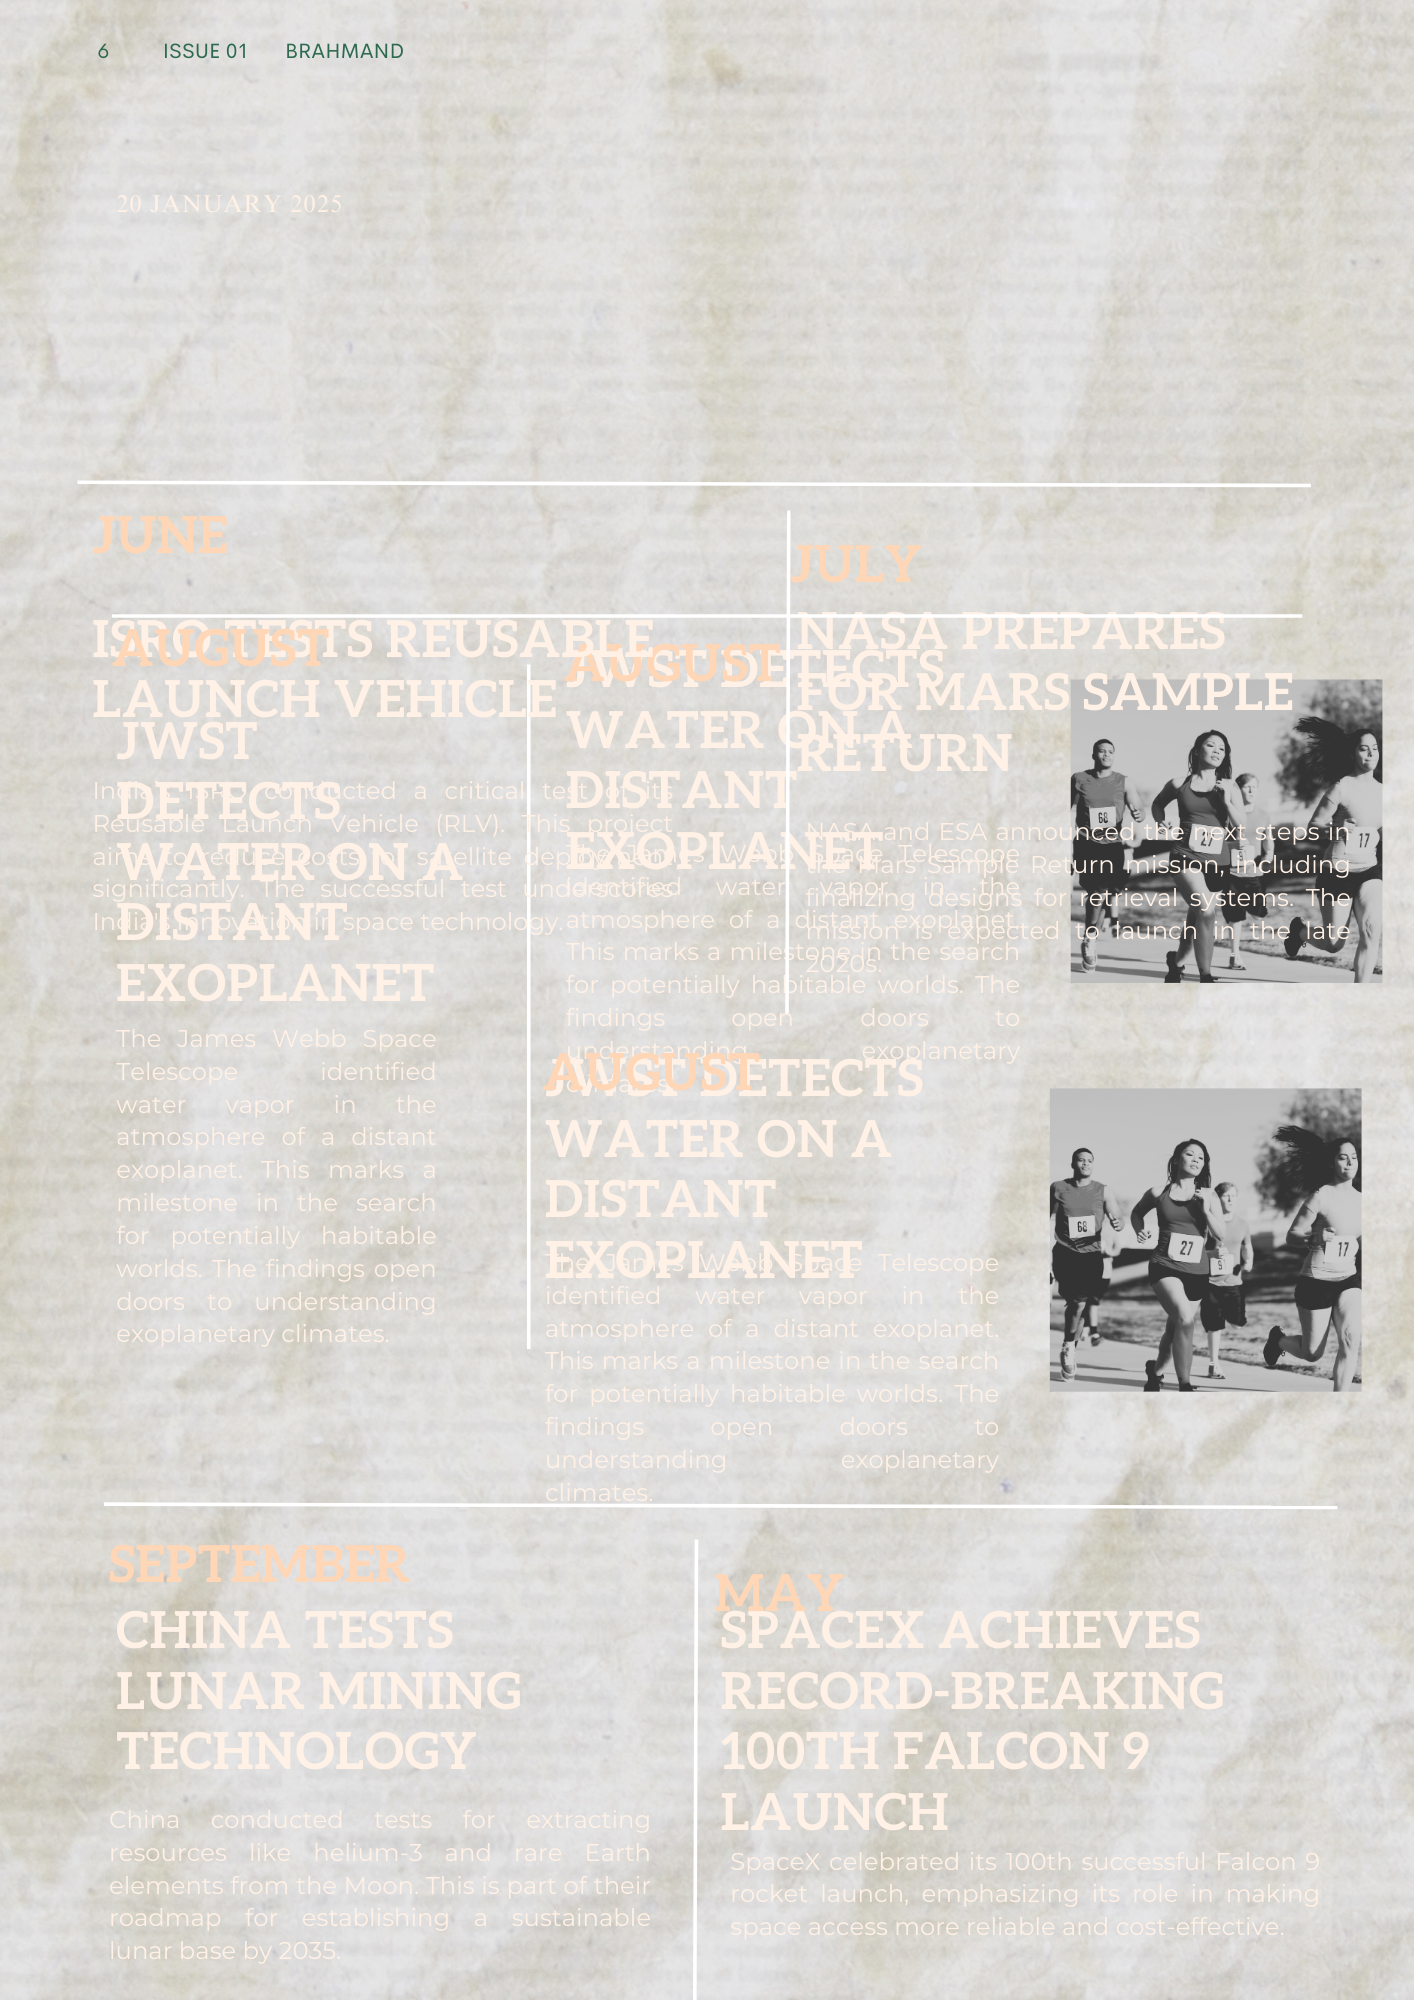 6 ISSUE 01 BRAHMAND
20 JANUARY 2025
JUNE
ISRO TESTS REUSABLE
LAUNCH VEHICLE
India's ISRO conducted a critical test of its
Reusable Launch Vehicle (RLV). This project
aims to reduce costs for satellite deployments
significantly. The successful test underscores
India's innovation in space technology.
JULY
NASA PREPARES
FOR MARS SAMPLE
RETURN
NASA and ESA announced the next steps in
the Mars Sample Return mission, including
finalizing designs for retrieval systems. The
mission is expected to launch in the late
2020s.
AUGUST
JWST
DETECTS
WATER ON A
DISTANT
EXOPLANET
The James Webb Space
Telescope identified
water vapor in the
atmosphere of a distant
exoplanet. This marks a
milestone in the search
for potentially habitable
worlds. The findings open
doors to understanding
exoplanetary climates.
AUGUST
JWST DETECTS
WATER ON A
DISTANT
EXOPLANET
The James Webb Space Telescope
identified water vapor in the
atmosphere of a distant exoplanet.
This marks a milestone in the search
for potentially habitable worlds. The
findings open doors to
understanding exoplanetary
climates.
AUGUST
JWST DETECTS
WATER ON A
DISTANT
EXOPLANET
The James Webb Space Telescope
identified water vapor in the
atmosphere of a distant exoplanet.
This marks a milestone in the search
for potentially habitable worlds. The
findings open doors to
understanding exoplanetary
climates.
68
27
17
68
27
9
17
SEPTEMBER
CHINA TESTS
LUNAR MINING
TECHNOLOGY
China conducted tests for extracting
resources like helium-3 and rare Earth
elements from the Moon. This is part of their
roadmap for establishing a sustainable
lunar base by 2035.
MAY
SPACEX ACHIEVES
RECORD-BREAKING
100TH FALCON 9
LAUNCH
SpaceX celebrated its 100th successful Falcon 9
rocket launch, emphasizing its role in making
space access more reliable and cost-effective.